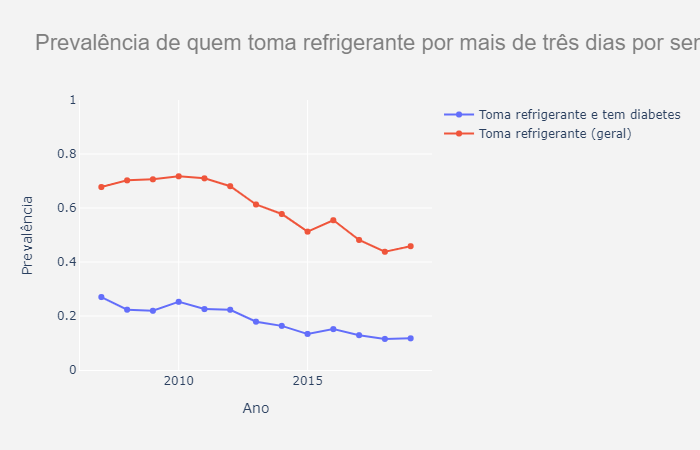 Prevalência de quem toma refrigerante por mais de três dias por
Toma refrigerante e tem diabetes
Toma refrigerante (geral)
Prevalência
1
0.8
0.6
0.4
0.2
0
2010
2015
Ano